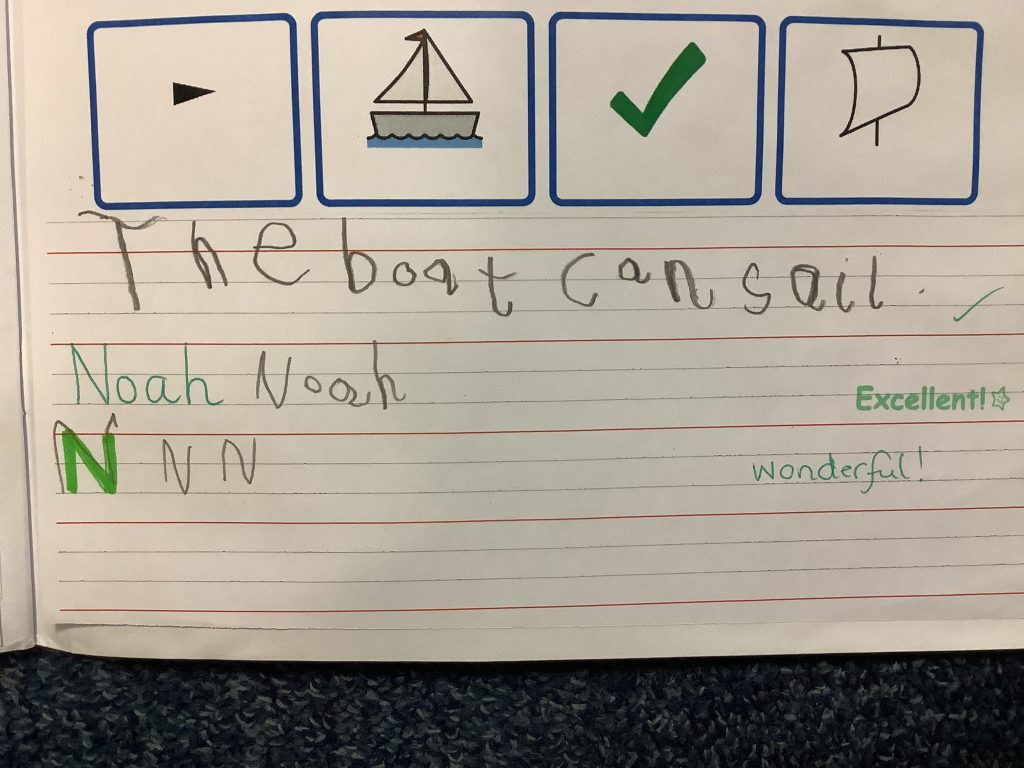 The boat can sail.
Noah Noah
Excellent!
N N N
wonderful!